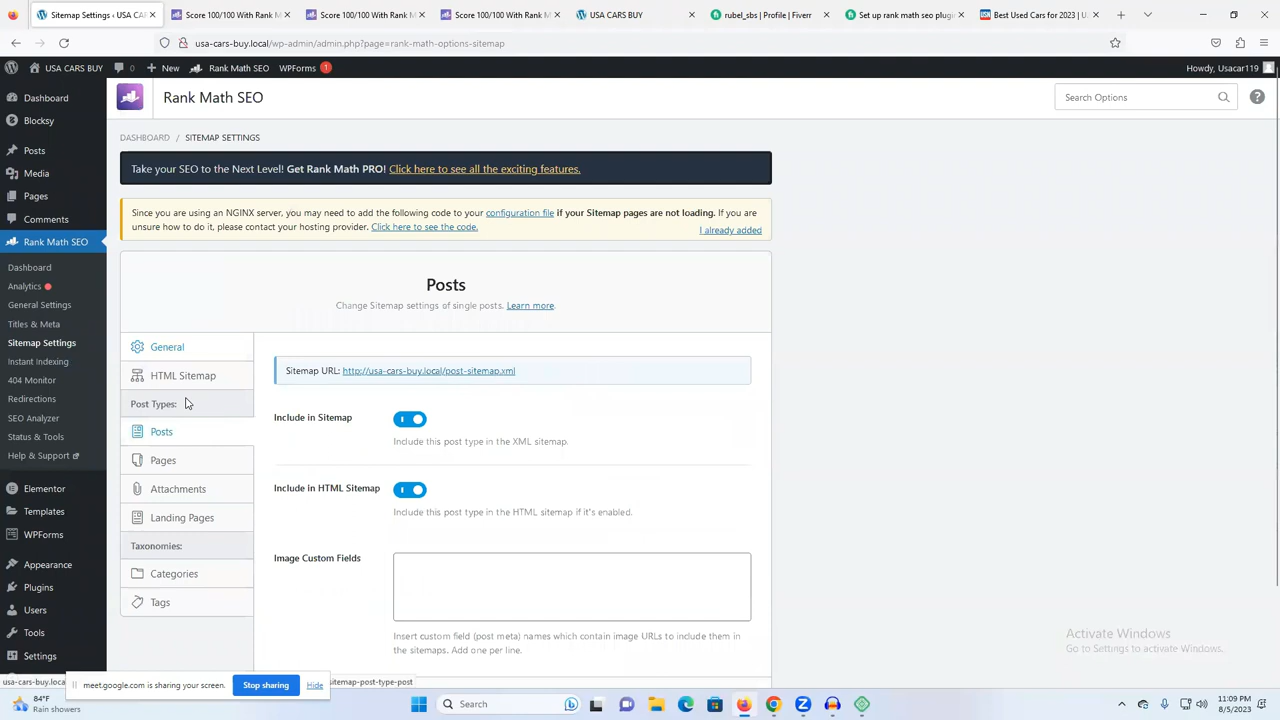 Sitemap Settings ‹ USA CAR
Score 100/100 With Rank M
Score 100/100 With Rank M
Score 100/100 With Rank M
USA CARS BUY
rubel_sbs | Profile | Fiverr
Set up rank math seo plugin
Best Used Cars for 2023 | U.S.
usa-cars-buy.local/wp-admin/admin.php?page=rank-math-options-sitemap
USA CARS BUY 0 New Rank Math SEO WPForms 1
Howdy, Usacar119
Rank Math SEO
Search Options
Dashboard
Blocksy
Posts
Media
Pages
Comments
Rank Math SEO
Dashboard
Analytics
General Settings
Titles & Meta
Sitemap Settings
Instant Indexing
404 Monitor
Redirections
SEO Analyzer
Status & Tools
Help & Support
Elementor
Templates
WPForms
Appearance
Plugins
Users
Tools
Settings
DASHBOARD / SITEMAP SETTINGS
Take your SEO to the Next Level! Get Rank Math PRO! Click here to see all the exciting features.
Since you are using an NGINX server, you may need to add the following code to your configuration file if your Sitemap pages are not loading. If you are
unsure how to do it, please contact your hosting provider. Click here to see the code.
I already added
Posts
Change Sitemap settings of single posts. Learn more.
General
HTML Sitemap
Post Types:
Posts
Pages
Attachments
Landing Pages
Taxonomies:
Categories
Tags
Sitemap URL: http://usa-cars-buy.local/post-sitemap.xml
Include in Sitemap
Include this post type in the XML sitemap.
Include in HTML Sitemap
Include this post type in the HTML sitemap if it's enabled.
Image Custom Fields
Insert custom field (post meta) names which contain image URLs to include them in
the sitemaps. Add one per line.
Activate Windows
Go to Settings to activate Windows.
usa-cars-buy.loca
sitemap-post-type-post
meet.google.com is sharing your screen. Stop sharing Hide
84°F
Rain showers
Search
11:09 PM
8/5/2023